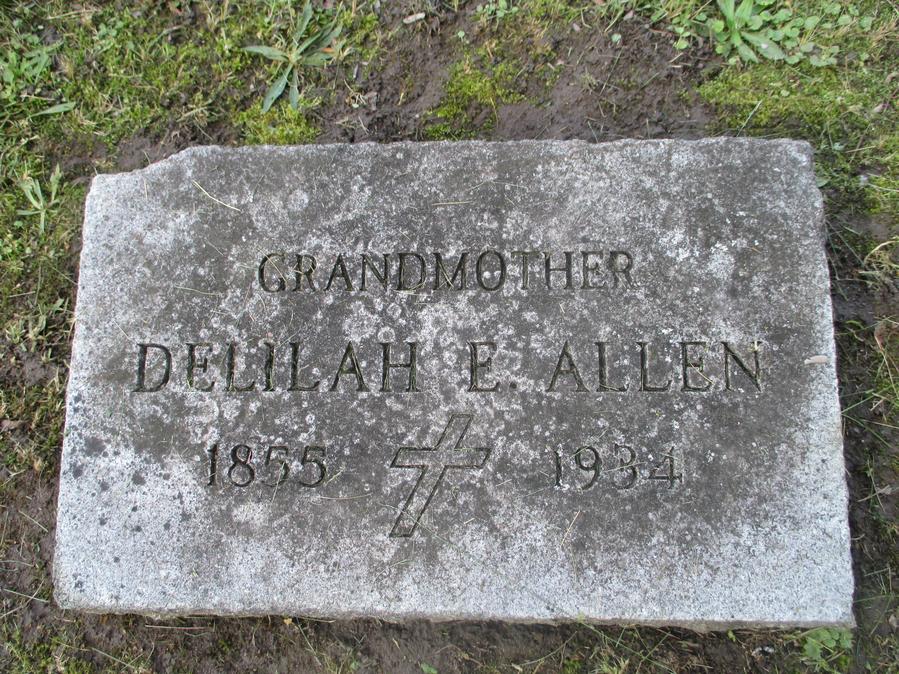 GRANDMOTHER
DELILAH E. ALLEN
1855 1934